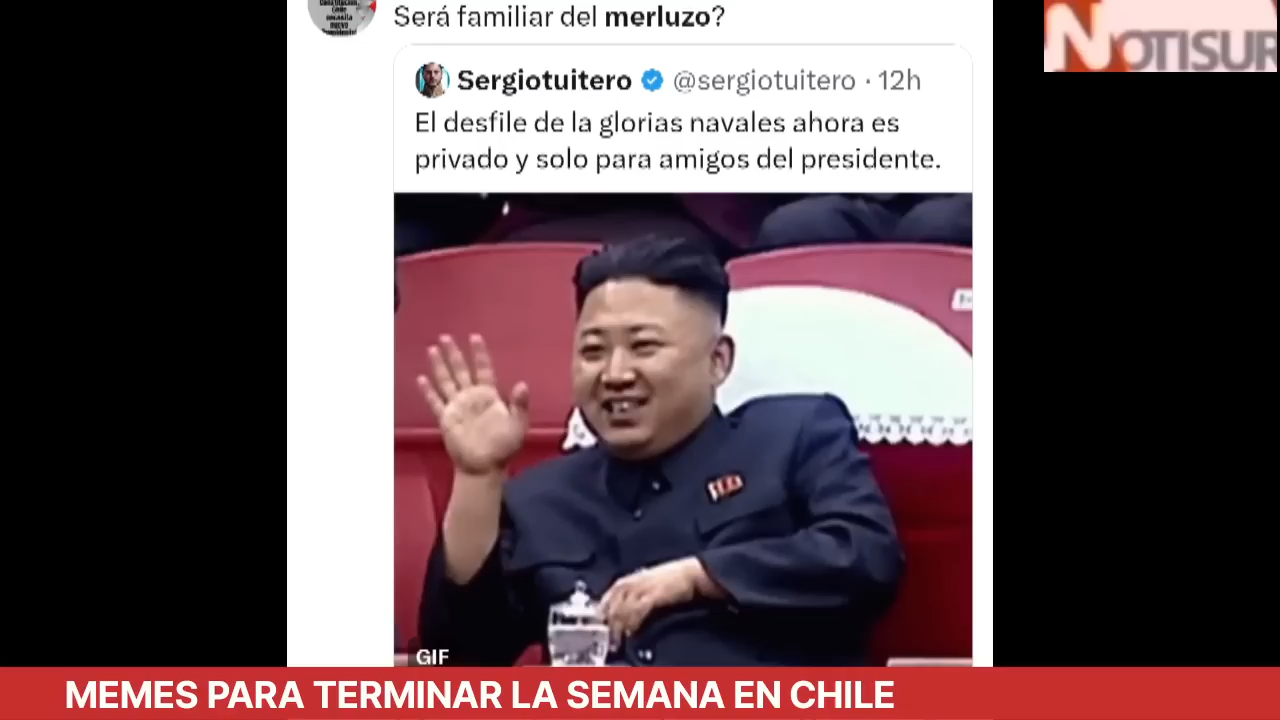 Será familiar del merluzo?
NOTISUR
Sergiotuitero @sergiotuitero · 12h
El desfile de la glorias navales ahora es
privado y solo para amigos del presidente.
GIF
MEMES PARA TERMINAR LA SEMANA EN CHILE